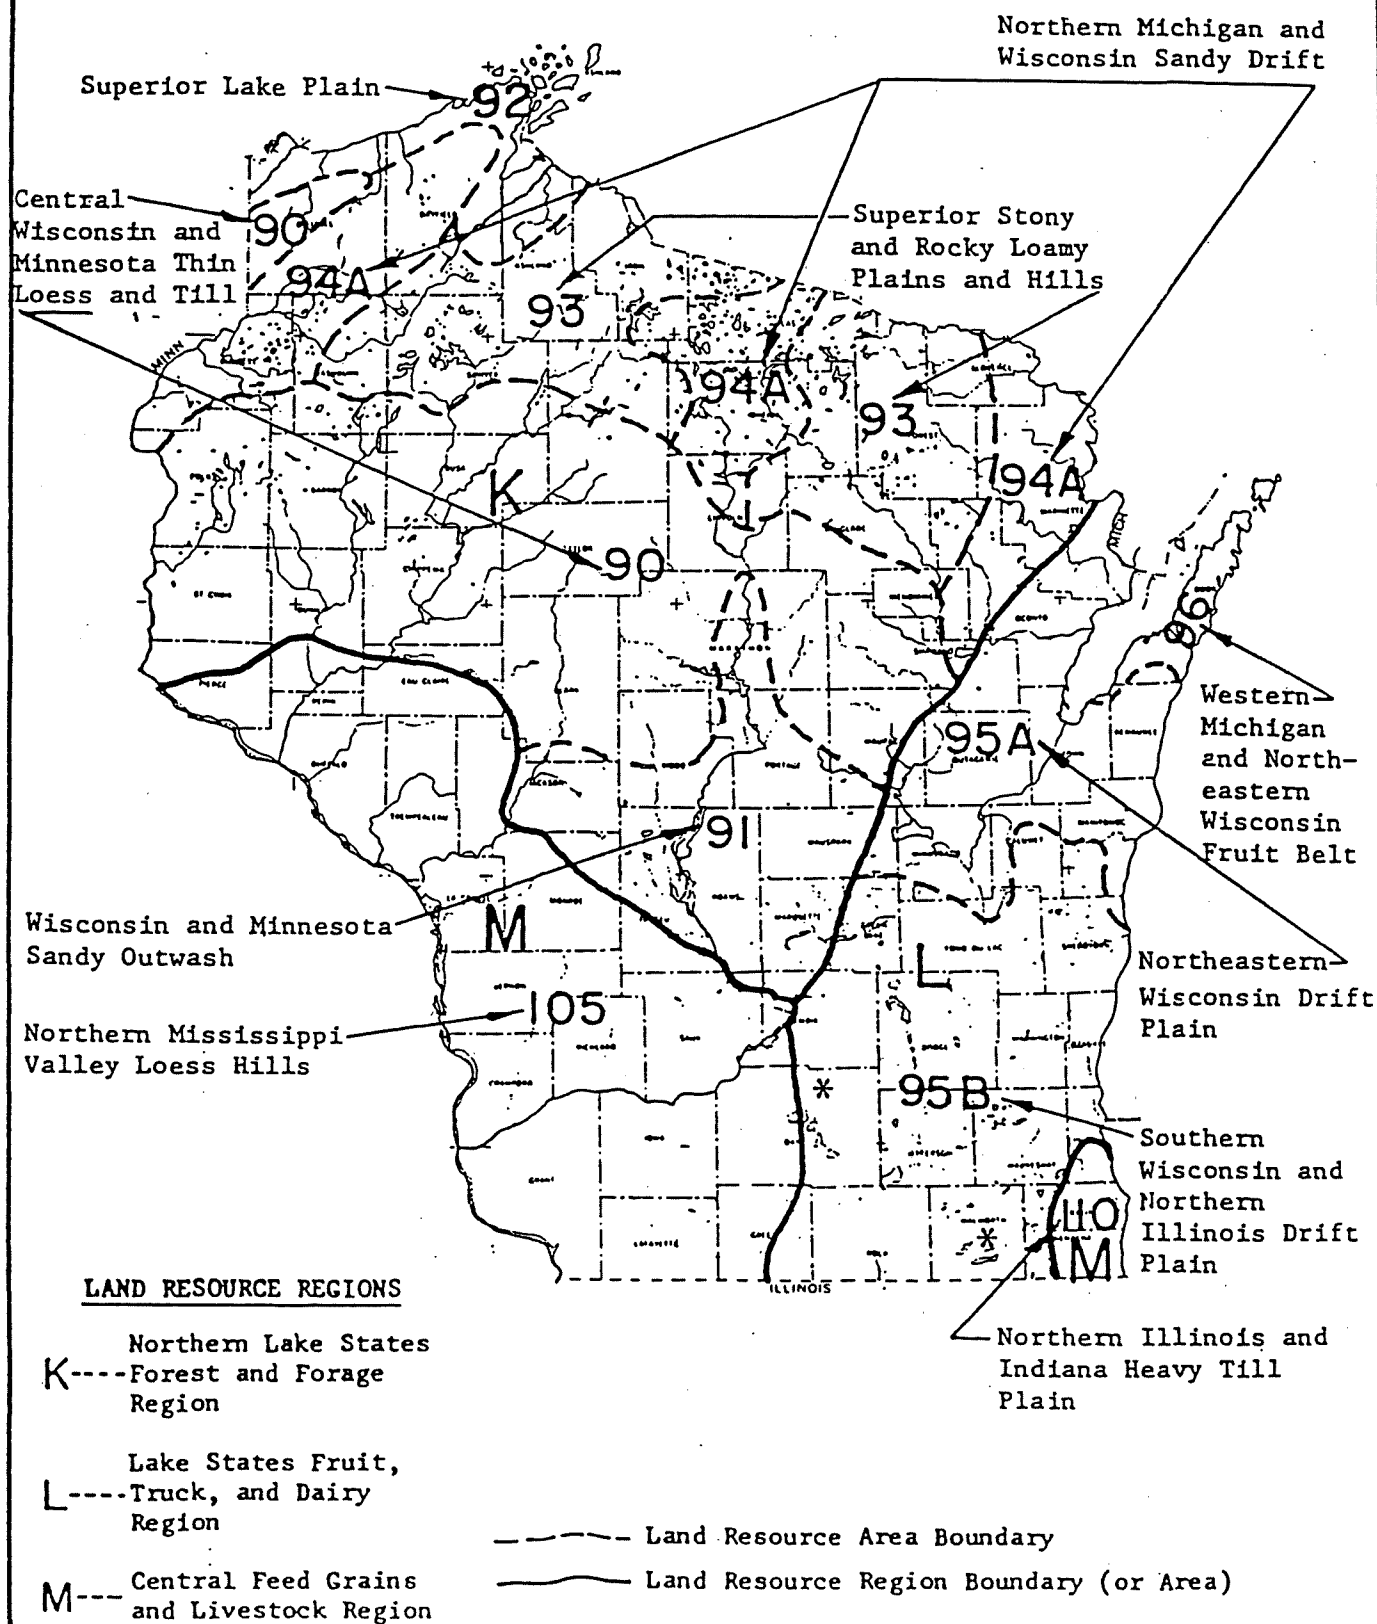 Northern Michigan and
Wisconsin Sandy Drift
Superior Lake Plain
92
Central
Wisconsin and
Minnesota Thin
Loess and Till
90
94A
Superior Stony
and Rocky Loamy
Plains and Hills
93
MINN
94A
93
94A
K
90
MICH
96
Western
Michigan
and North-
eastern
Wisconsin
Fruit Belt
95A
91
Wisconsin and Minnesota
Sandy Outwash
M
L
Northeastern
Wisconsin Drift
Plain
105
Northern Mississippi
Valley Loess Hills
*
95B
Southern
Wisconsin and
Northern
Illinois Drift
Plain
110
M
*
ILLINOIS
Northern Illinois and
Indiana Heavy Till
Plain
LAND RESOURCE REGIONS
Northern Lake States
K----Forest and Forage
Region
Lake States Fruit,
L----Truck, and Dairy
Region
M--- Central Feed Grains
and Livestock Region
Land Resource Area Boundary
Land Resource Region Boundary (or Area)